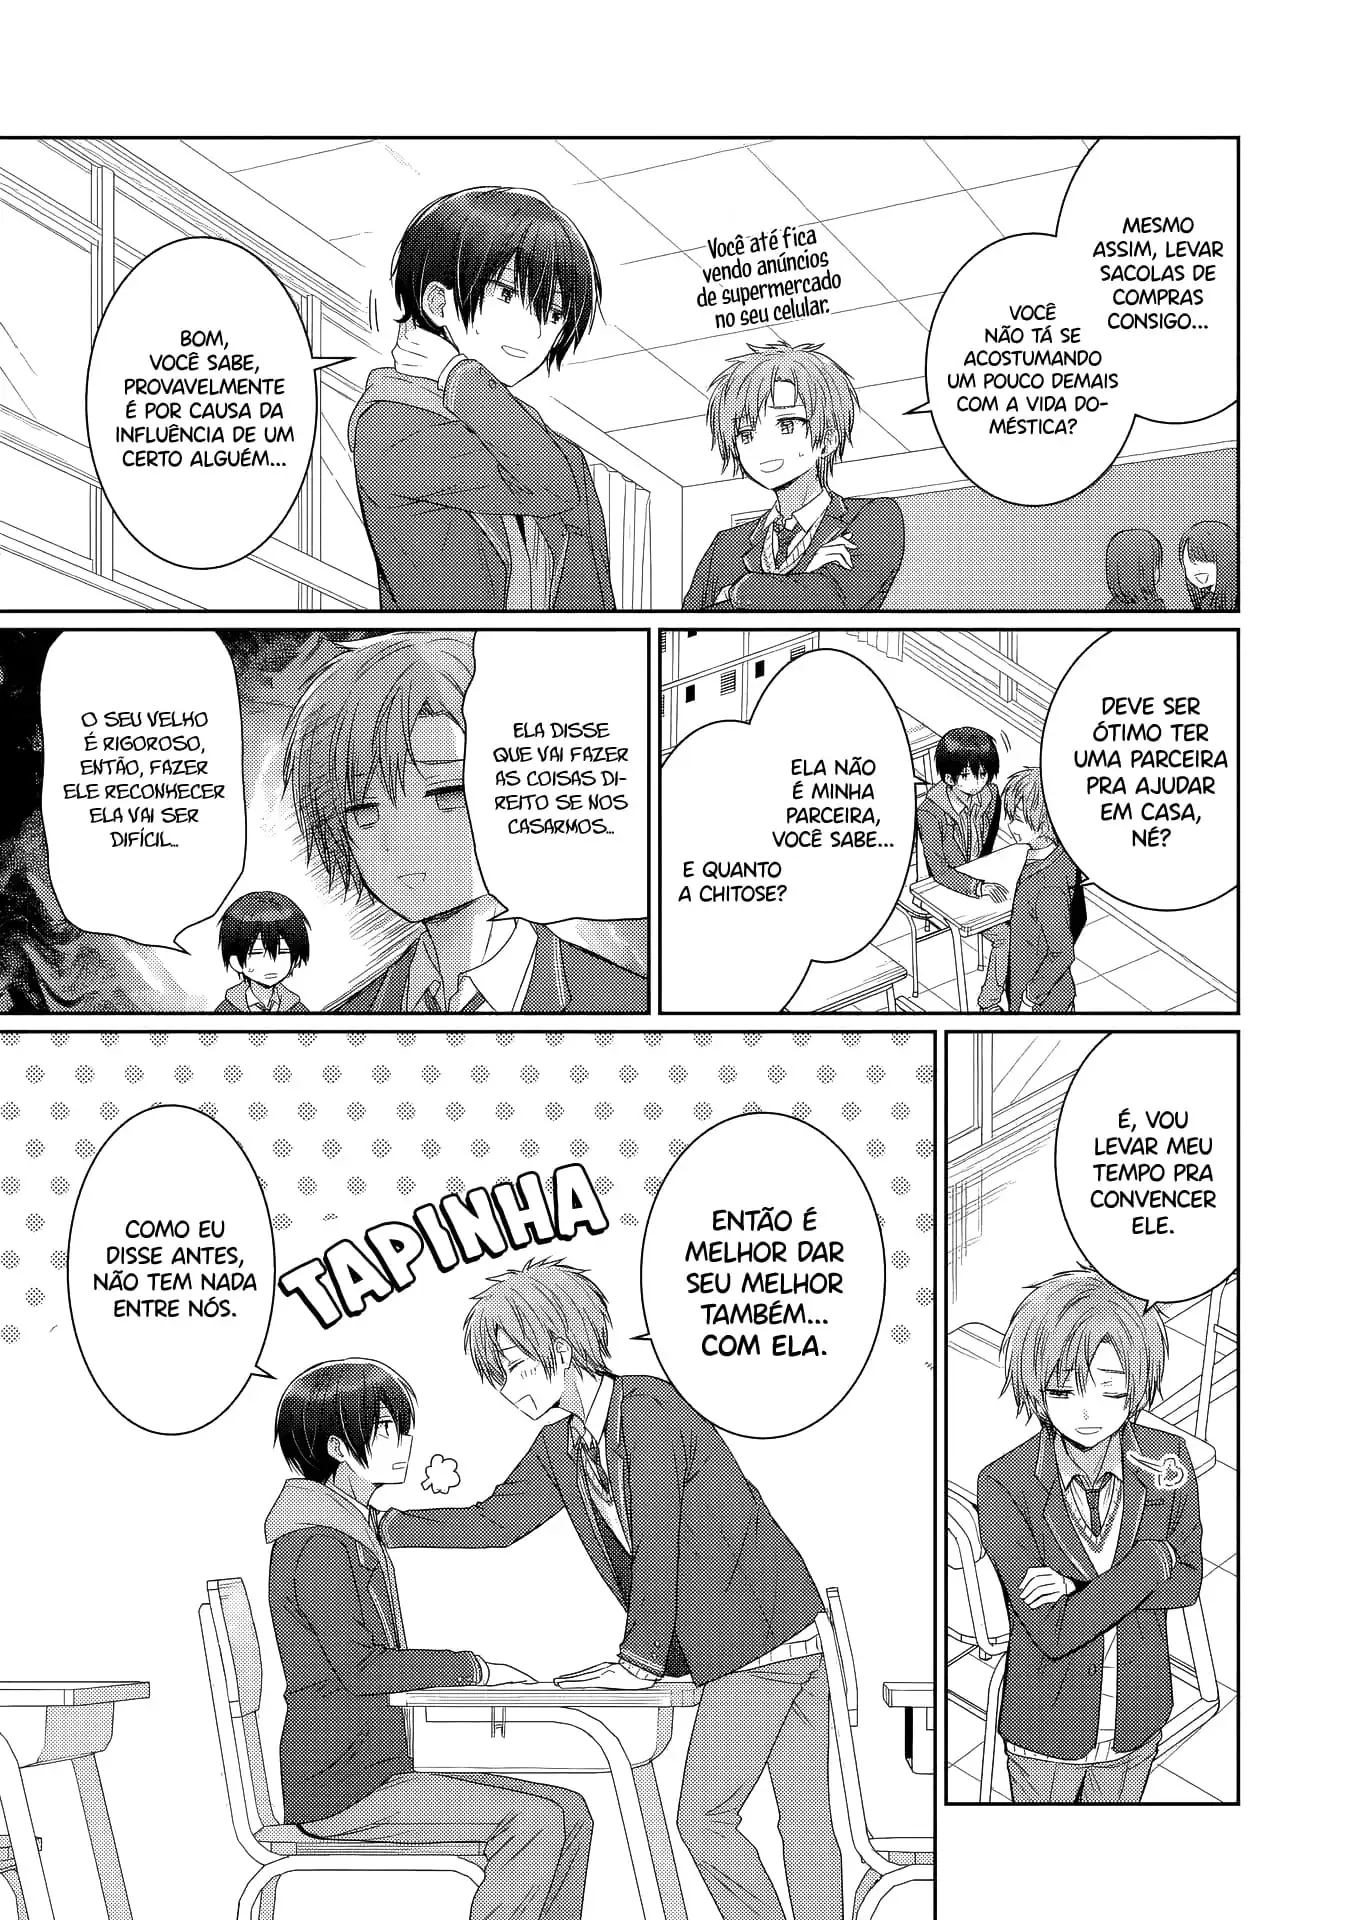 MESMO
ASSIM, LEVAR
SACOLAS DE
COMPRAS
CONSIGO...
VOCÊ
NÃO TÁ SE
ACOSTUMANDO
UM POUCO DEMAIS
COM A VIDA DO-
MÉSTICA?
Você até fica
vendo anúncios
de supermercado
no seu celular.
BOM,
VOCÊ SABE,
PROVAVELMENTE
É POR CAUSA DA
INFLUÊNCIA DE UM
CERTO ALGUÉM...
DEVE SER
ÓTIMO TER
UMA PARCEIRA
PRA AJUDAR
EM CASA,
NÉ?
ELA NÃO
É MINHA
PARCEIRA,
VOCÊ SABE...
E QUANTO
A CHITOSE?
ELA DISSE
QUE VAI FAZER
AS COISAS DI-
REITO SE NOS
CASARMOS...
O SEU VELHO
É RIGOROSO,
ENTÃO, FAZER
ELE RECONHECER
ELA VAI SER
DIFÍCIL...
É, VOU
LEVAR MEU
TEMPO PRA
CONVENCER
ELE.
ENTÃO É
MELHOR DAR
SEU MELHOR
TAMBÉM...
COM ELA.
TAPINHA
COMO EU
DISSE ANTES,
NÃO TEM NADA
ENTRE NÓS.